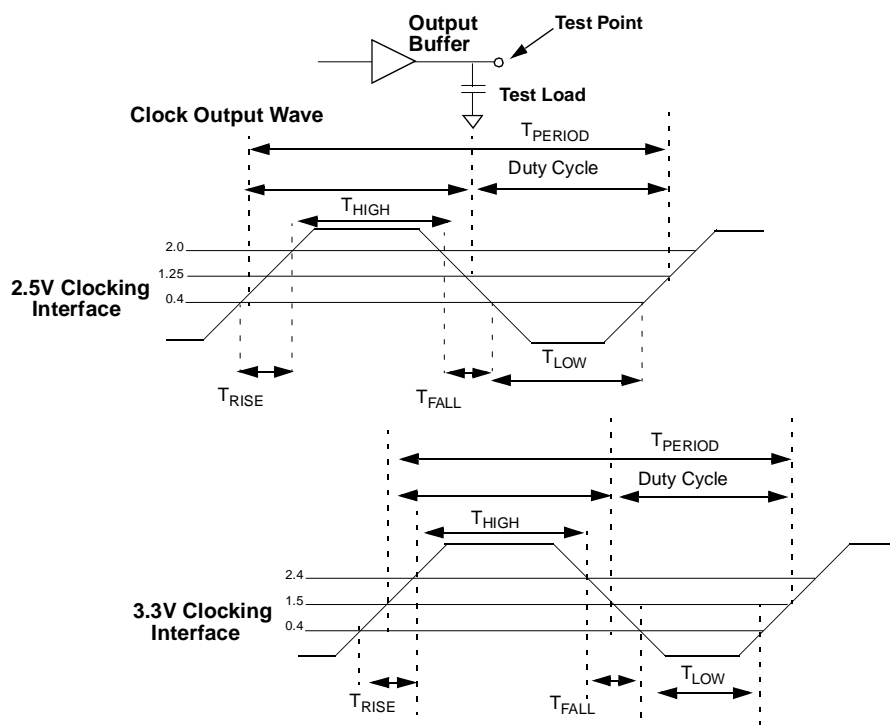 Output
Buffer
Test Point
Test Load
Clock Output Wave
TPERIOD
Duty Cycle
THIGH
2.0
1.25
0.4
2.5V Clocking
Interface
TLOW
TRISE
TFALL
TPERIOD
Duty Cycle
THIGH
2.4
1.5
0.4
3.3V Clocking
Interface
TRISE
TFALL
TLOW